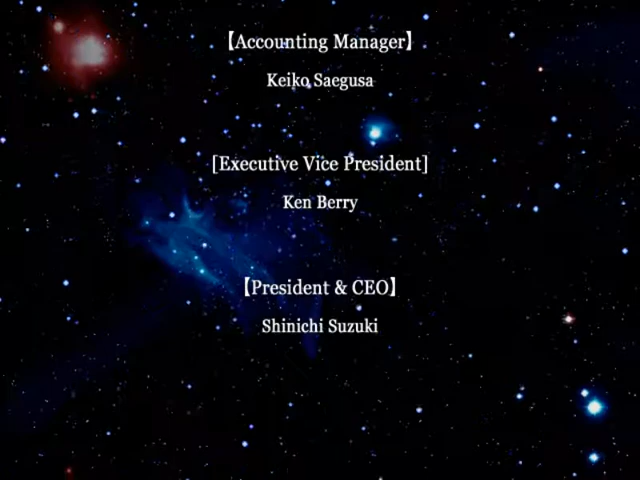 【Accounting Manager】
Keiko Saegusa
[Executive Vice President]
Ken Berry
【President & CEO】
Shinichi Suzuki